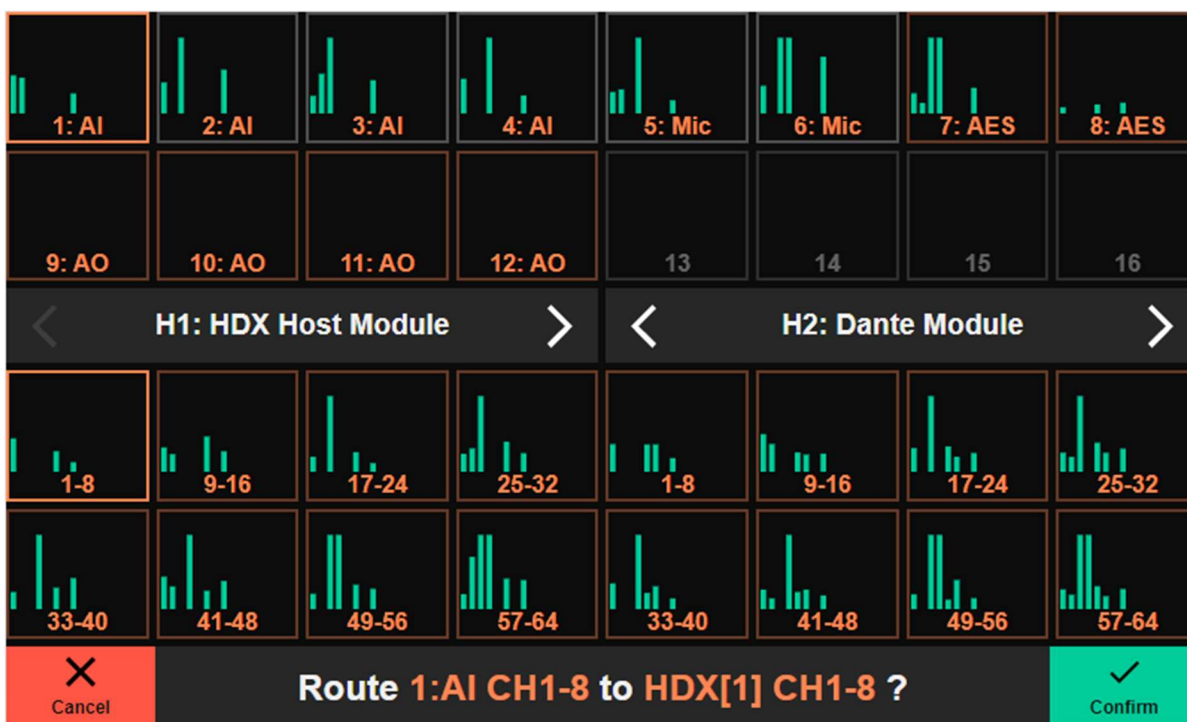 1: AI 2: AI 3: AI 4: AI 5: Mic 6: Mic 7: AES 8: AES
9: AO 10: AO 11: AO 12: AO 13 14 15 16
H1: HDX Host Module H2: Dante Module
1-8 9-16 17-24 25-32 1-8 9-16 17-24 25-32
33-40 41-48 49-56 57-64 33-40 41-48 49-56 57-64
Cancel Route 1:AI CH1-8 to HDX[1] CH1-8 ? Confirm